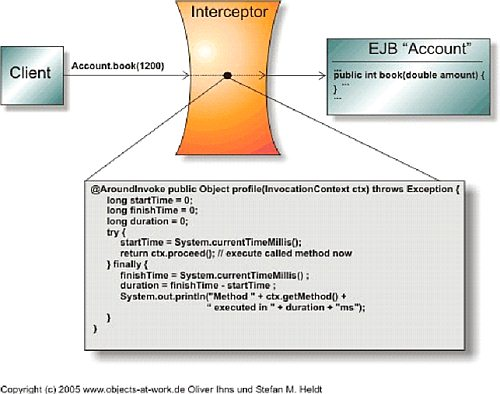 Interceptor
Client
Account.book(1200)
EJB “Account”
...
public int book(double amount) {
...
}
...
@AroundInvoke public Object profile(InvocationContext ctx) throws Exception {
long startTime = 0;
long finishTime = 0;
long duration = 0;
try {
startTime = System.currentTimeMillis();
return ctx.proceed(); // execute called method now
} finally {
finishTime = System.currentTimeMillis() ;
duration = finishTime - startTime ;
System.out.println("Method " + ctx.getMethod() +
" executed in " + duration + "ms");
}
}
Copyright (c) 2005 www.objects-at-work.de Oliver Ihns und Stefan M. Heldt